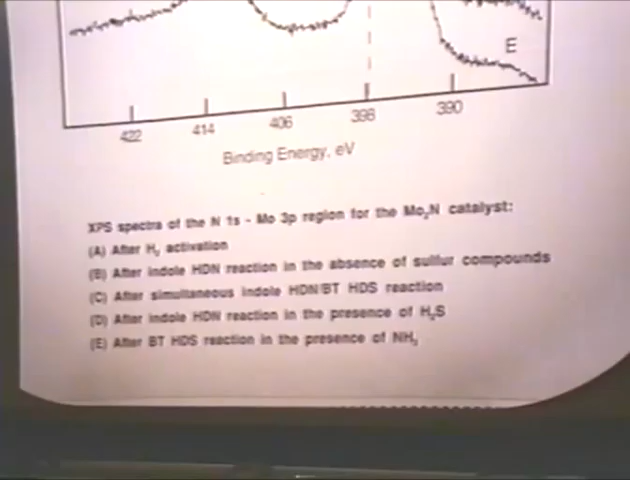 E
422 414 406 398 390
Binding Energy, eV
XPS spectra of the N 1s - Mo 3p region for the Mo₂N catalyst:
(A) After H₂ activation
(B) After indole HDN reaction in the absence of sulfur compounds
(C) After simultaneous indole HDN/BT HDS reaction
(D) After indole HDN reaction in the presence of H₂S
(E) After BT HDS reaction in the presence of NH₃